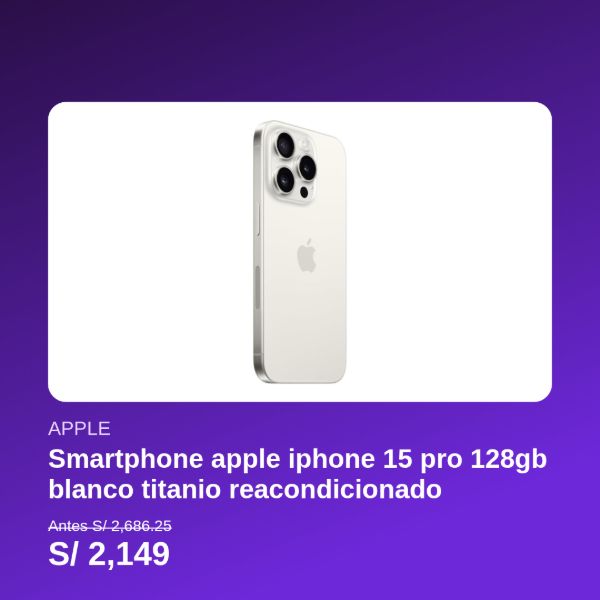 APPLE
Smartphone apple iphone 15 pro 128gb
blanco titanio reacondicionado
Antes S/ 2,686.25
S/ 2,149